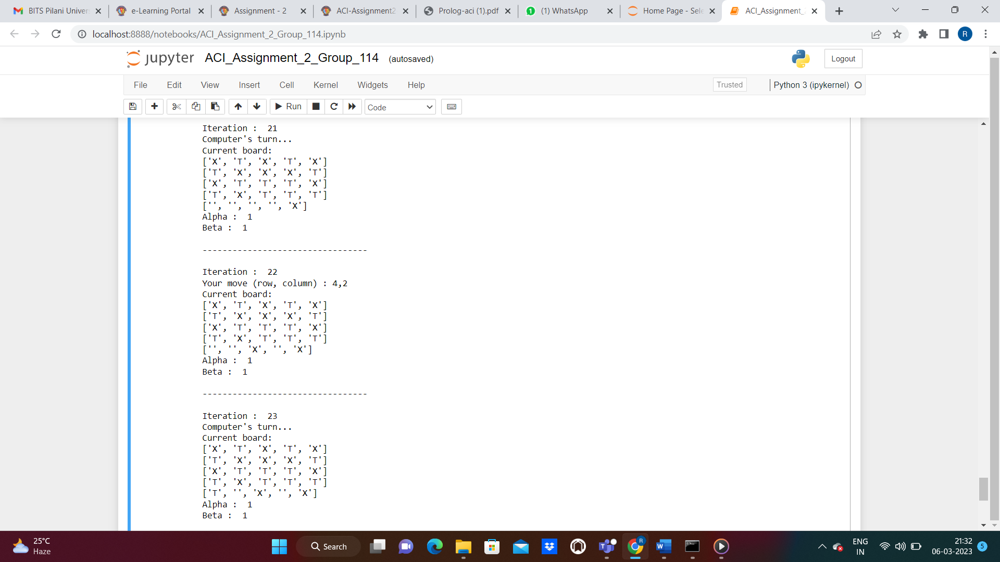 BITS Pilani Univer
e-Learning Portal
Assignment - 2
ACI-Assignment2
Prolog-aci (1).pdf
(1) WhatsApp
Home Page - Sele
ACI_Assignment_
localhost:8888/notebooks/ACI_Assignment_2_Group_114.ipynb
R
jupyter ACI_Assignment_2_Group_114 (autosaved)
Logout
File Edit View Insert Cell Kernel Widgets Help
Trusted
Python 3 (ipykernel)
Run
Code
Iteration :  21
Computer's turn...
Current board:
['X', 'T', 'X', 'T', 'X']
['T', 'X', 'X', 'X', 'T']
['X', 'T', 'T', 'T', 'X']
['T', 'X', 'T', 'T', 'T']
['', '', '', '', 'X']
Alpha :  1
Beta :  1
---------------------------------
Iteration :  22
Your move (row, column) : 4,2
Current board:
['X', 'T', 'X', 'T', 'X']
['T', 'X', 'X', 'X', 'T']
['X', 'T', 'T', 'T', 'X']
['T', 'X', 'T', 'T', 'T']
['', '', 'X', '', 'X']
Alpha :  1
Beta :  1
---------------------------------
Iteration :  23
Computer's turn...
Current board:
['X', 'T', 'X', 'T', 'X']
['T', 'X', 'X', 'X', 'T']
['X', 'T', 'T', 'T', 'X']
['T', 'X', 'T', 'T', 'T']
['T', '', 'X', '', 'X']
Alpha :  1
Beta :  1
25°C
Haze
Search
ENG
IN
21:32
06-03-2023
5